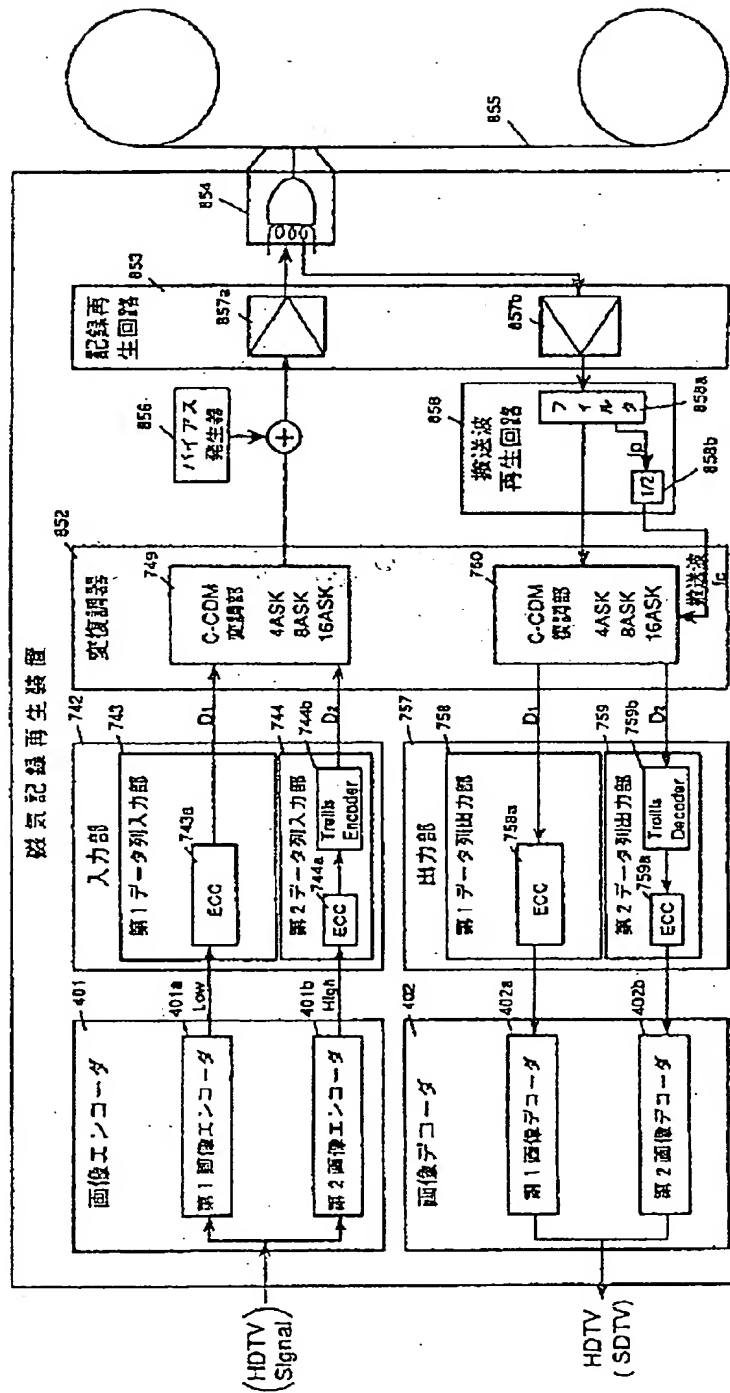 磁気記録再生装置
(HDTV
Signal)
401
画像エンコーダ
401a
第1画像エンコーダ
Low
401b
第2画像エンコーダ
High
742
入力部
743
第1データ列入力部
743a
ECC
D1
744
第2データ列入力部
744a
ECC
744b
Trellis
Encoder
D2
852
変復調器
749
C-CDM
変調部
4ASK
8ASK
16ASK
856
バイアス
発生器
+
853
記録再
生回路
857a
854
855
857b
858
搬送波
再生回路
フィルタ
858a
fp
1/2
858b
搬送波
fc
760
C-CDM
復調部
4ASK
8ASK
16ASK
757
出力部
758
第1データ列出力部
D1
758a
ECC
759
第2データ列出力部
D2
759b
Trellis
Decoder
759a
ECC
402
画像デコーダ
402a
第1画像デコーダ
402b
第2画像デコーダ
HDTV
(SDTV)